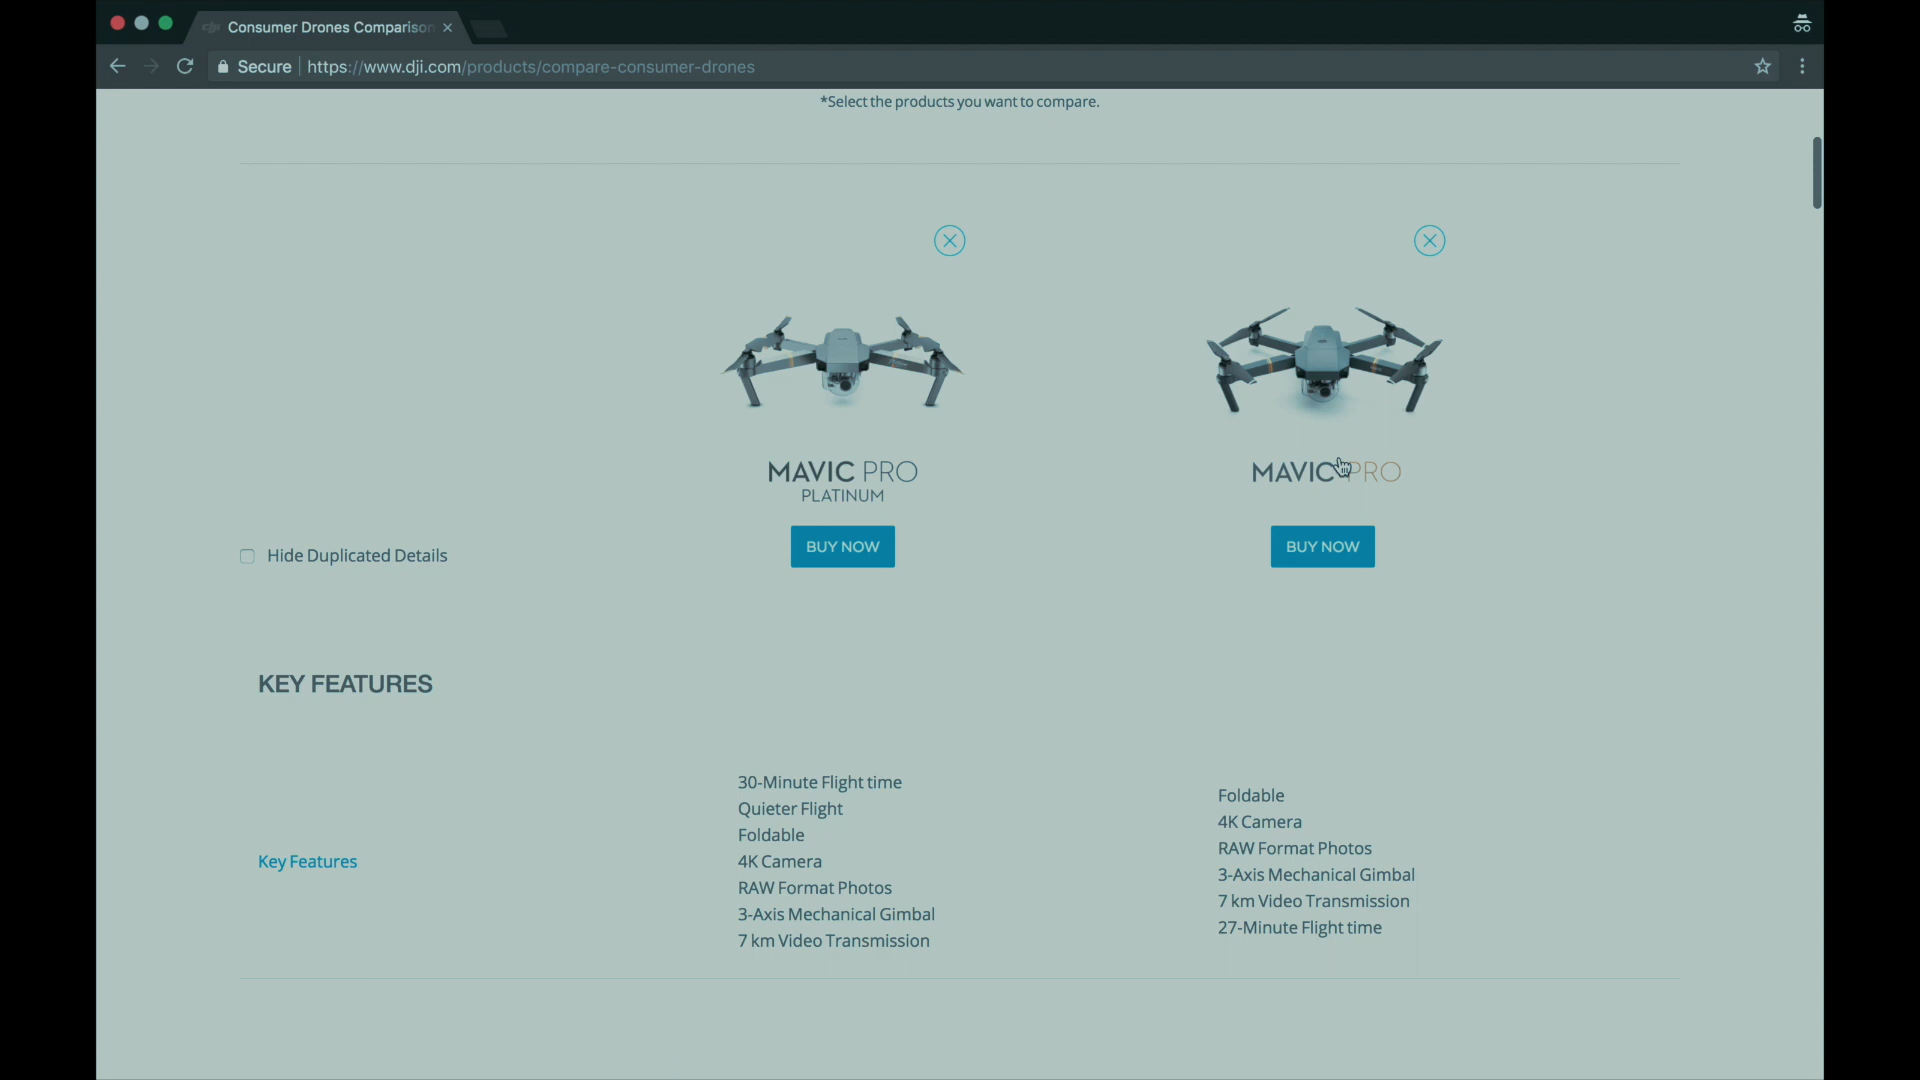 Consumer Drones Comparison
Secure https://www.dji.com/products/compare-consumer-drones
*Select the products you want to compare.
MAVIC PRO
PLATINUM
MAVIC PRO
BUY NOW
BUY NOW
Hide Duplicated Details
KEY FEATURES
Key Features
30-Minute Flight time
Quieter Flight
Foldable
4K Camera
RAW Format Photos
3-Axis Mechanical Gimbal
7 km Video Transmission
Foldable
4K Camera
RAW Format Photos
3-Axis Mechanical Gimbal
7 km Video Transmission
27-Minute Flight time